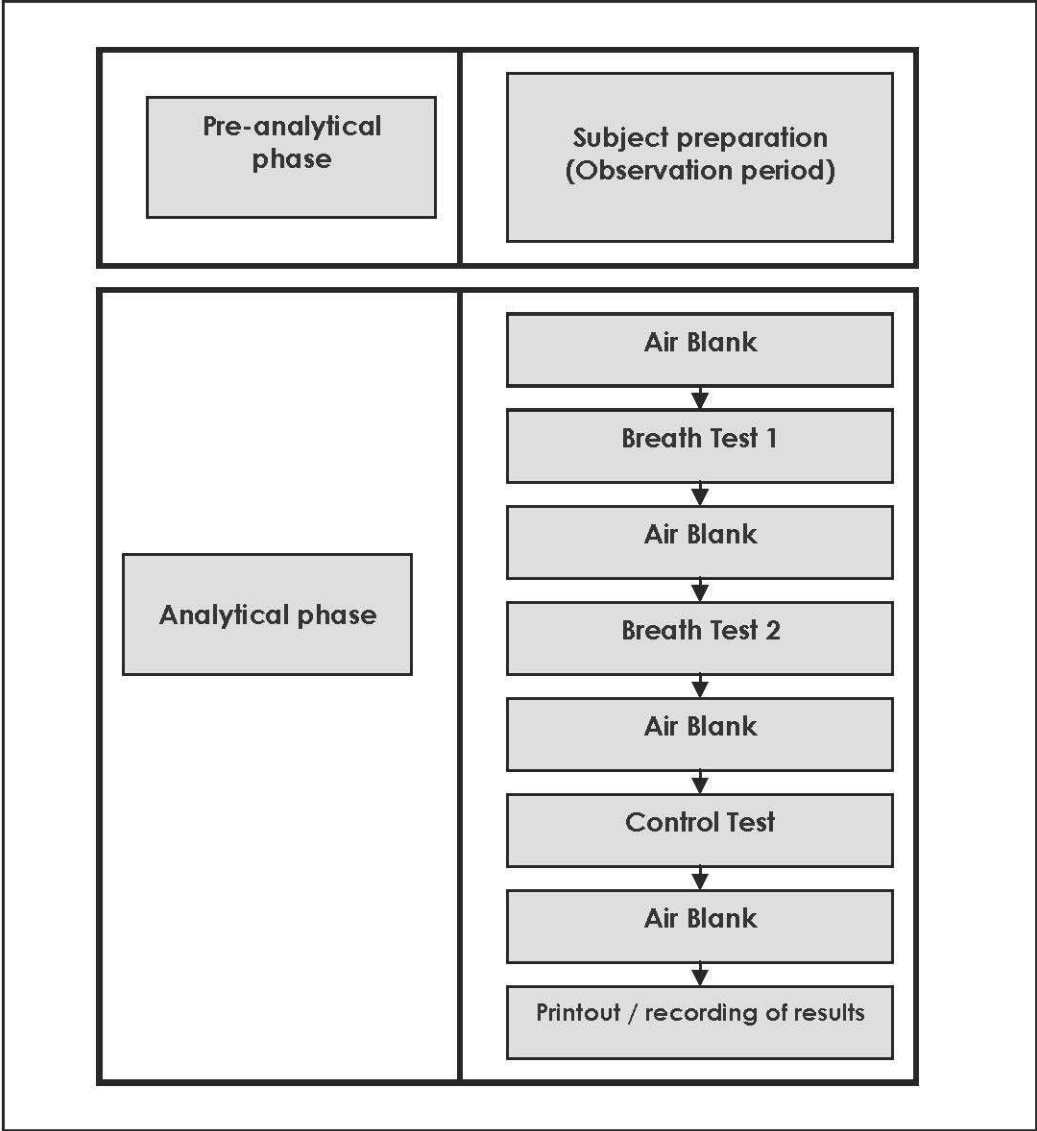 Pre-analytical
phase
Subject preparation
(Observation period)
Air Blank
Breath Test 1
Air Blank
Analytical phase
Breath Test 2
Air Blank
Control Test
Air Blank
Printout / recording of results